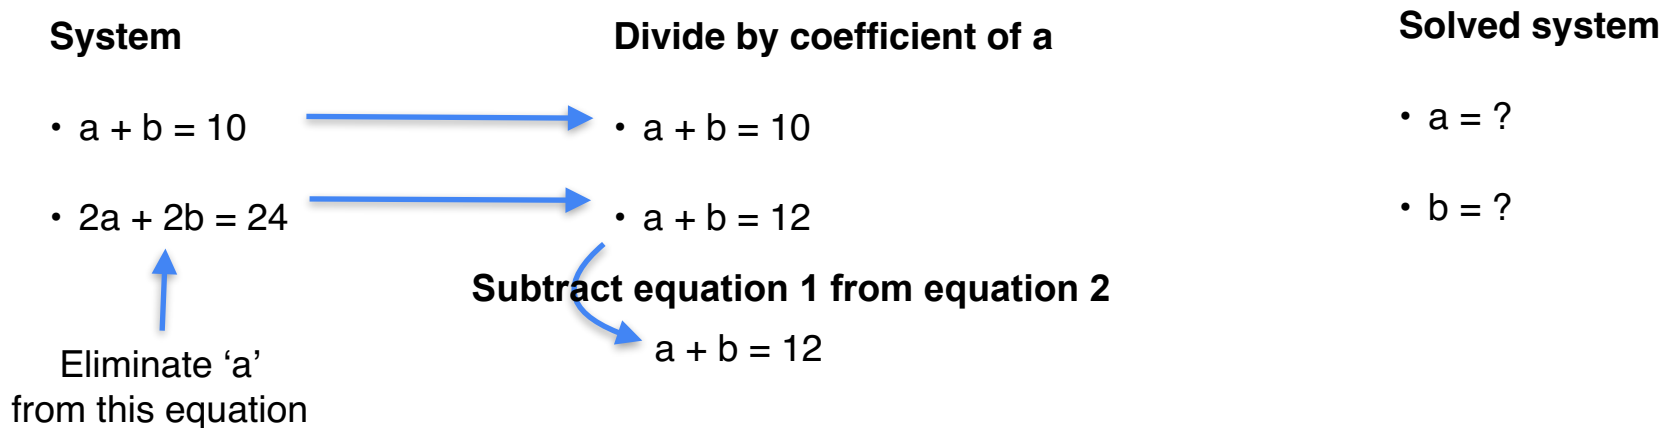 System
• a + b = 10
• 2a + 2b = 24
Eliminate ‘a’
from this equation
Divide by coefficient of a
• a + b = 10
• a + b = 12
Subtract equation 1 from equation 2
a + b = 12
Solved system
• a = ?
• b = ?